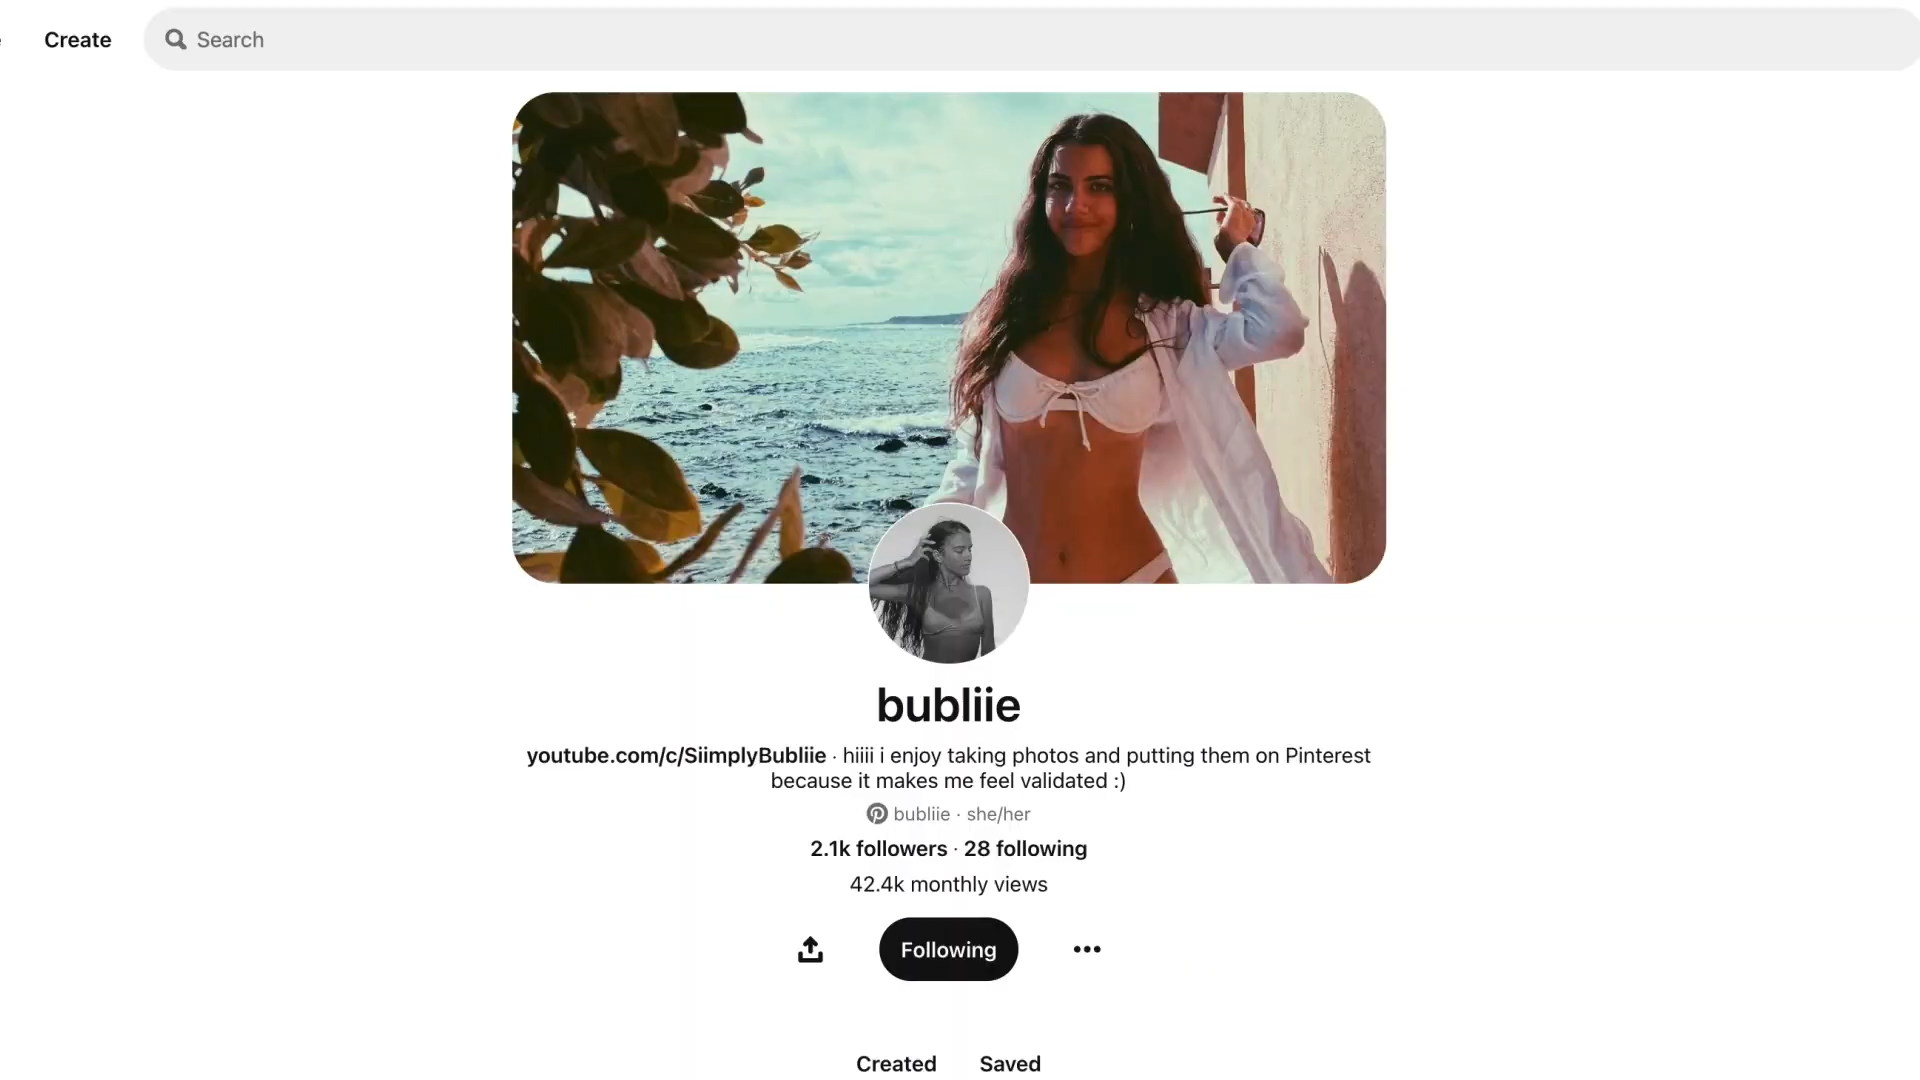 Create
Search
bubliie
youtube.com/c/SiimplyBubliie · hiiii i enjoy taking photos and putting them on Pinterest
because it makes me feel validated :)
bubliie · she/her
2.1k followers · 28 following
42.4k monthly views
Following
Created Saved